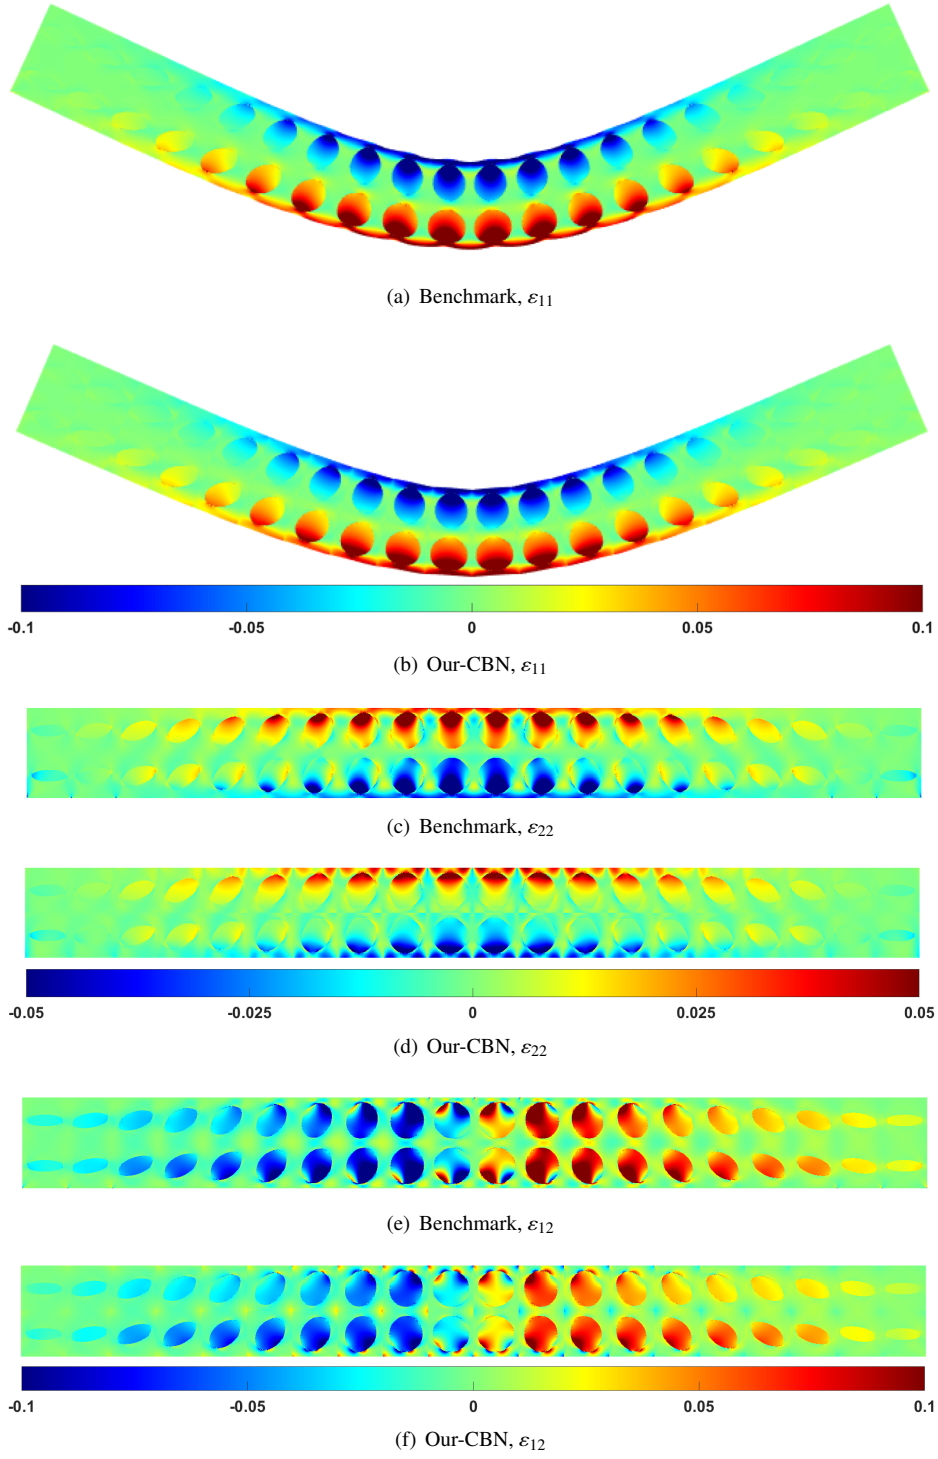 (a) Benchmark, ε11
-0.1 -0.05 0 0.05 0.1
(b) Our-CBN, ε11
(c) Benchmark, ε22
-0.05 -0.025 0 0.025 0.05
(d) Our-CBN, ε22
(e) Benchmark, ε12
-0.1 -0.05 0 0.05 0.1
(f) Our-CBN, ε12